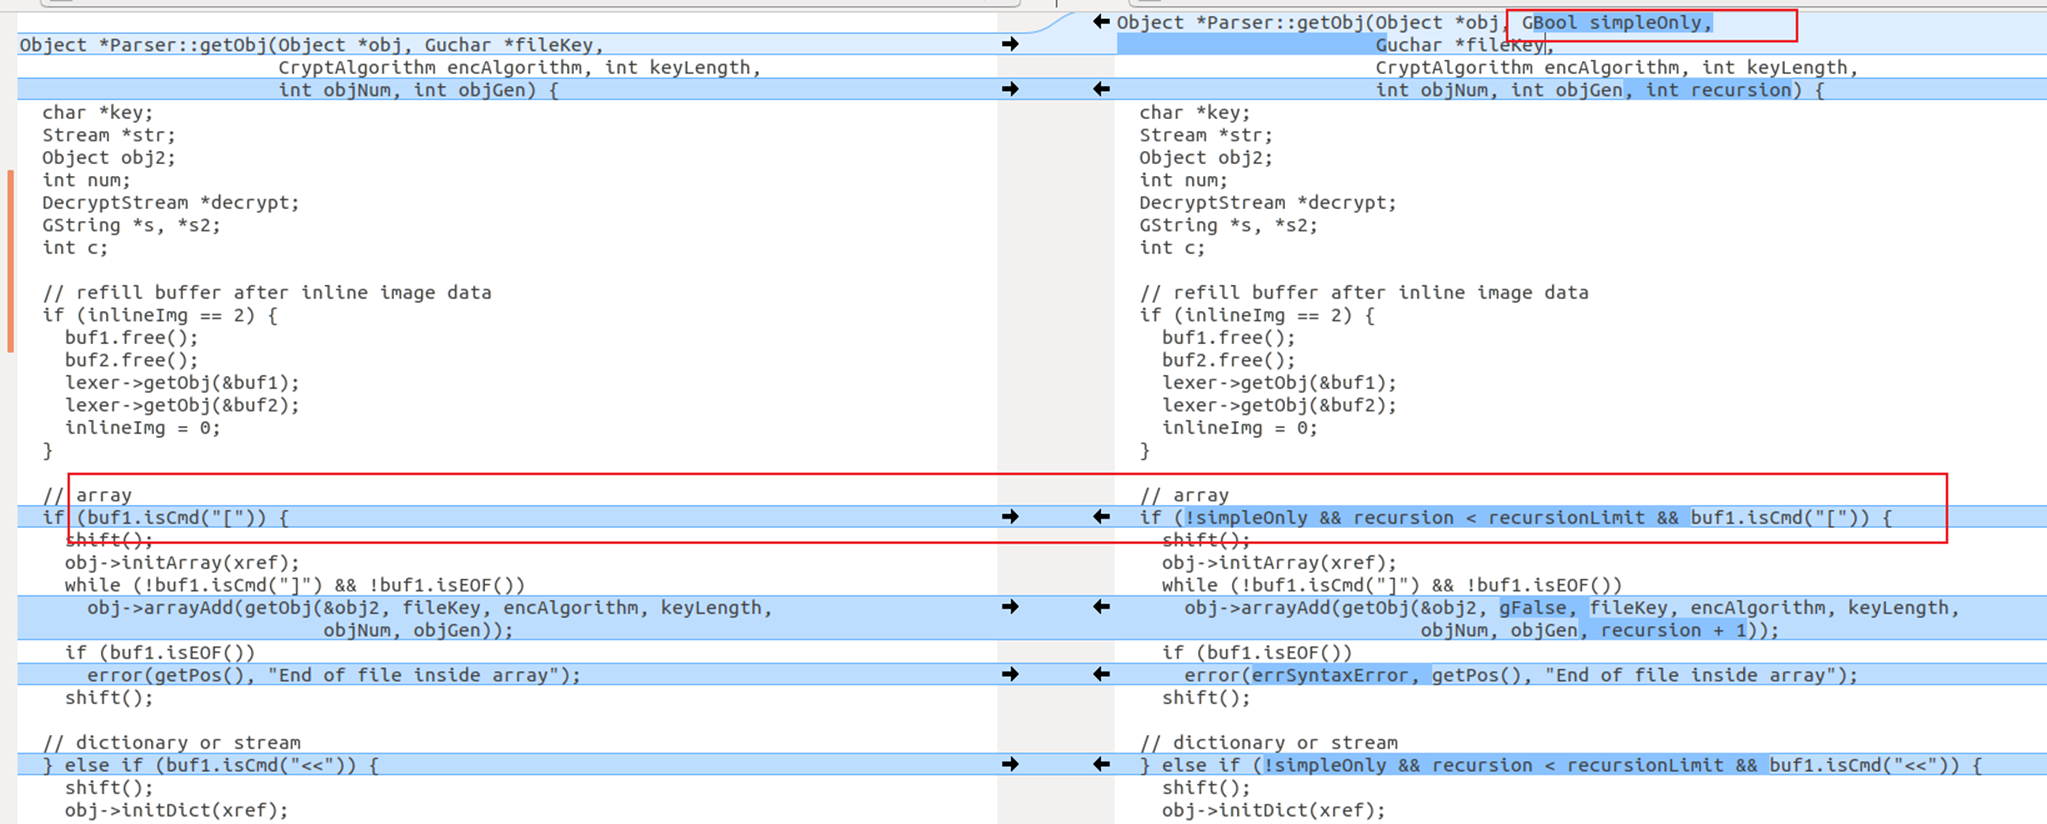 Object *Parser::getObj(Object *obj, Guchar *fileKey,
                       CryptAlgorithm encAlgorithm, int keyLength,
                       int objNum, int objGen) {
  char *key;
  Stream *str;
  Object obj2;
  int num;
  DecryptStream *decrypt;
  GString *s, *s2;
  int c;

  // refill buffer after inline image data
  if (inlineImg == 2) {
    buf1.free();
    buf2.free();
    lexer->getObj(&buf1);
    lexer->getObj(&buf2);
    inlineImg = 0;
  }

  // array
  if (buf1.isCmd("[")) {
    shift();
    obj->initArray(xref);
    while (!buf1.isCmd("]") && !buf1.isEOF())
      obj->arrayAdd(getObj(&obj2, fileKey, encAlgorithm, keyLength,
                           objNum, objGen));
    if (buf1.isEOF())
      error(getPos(), "End of file inside array");
    shift();

  // dictionary or stream
  } else if (buf1.isCmd("<<")) {
    shift();
    obj->initDict(xref);
Object *Parser::getObj(Object *obj, GBool simpleOnly,
                       Guchar *fileKey,
                       CryptAlgorithm encAlgorithm, int keyLength,
                       int objNum, int objGen, int recursion) {
  char *key;
  Stream *str;
  Object obj2;
  int num;
  DecryptStream *decrypt;
  GString *s, *s2;
  int c;

  // refill buffer after inline image data
  if (inlineImg == 2) {
    buf1.free();
    buf2.free();
    lexer->getObj(&buf1);
    lexer->getObj(&buf2);
    inlineImg = 0;
  }

  // array
  if (!simpleOnly && recursion < recursionLimit && buf1.isCmd("[")) {
    shift();
    obj->initArray(xref);
    while (!buf1.isCmd("]") && !buf1.isEOF())
      obj->arrayAdd(getObj(&obj2, gFalse, fileKey, encAlgorithm, keyLength,
                           objNum, objGen, recursion + 1));
    if (buf1.isEOF())
      error(errSyntaxError, getPos(), "End of file inside array");
    shift();

  // dictionary or stream
  } else if (!simpleOnly && recursion < recursionLimit && buf1.isCmd("<<")) {
    shift();
    obj->initDict(xref);